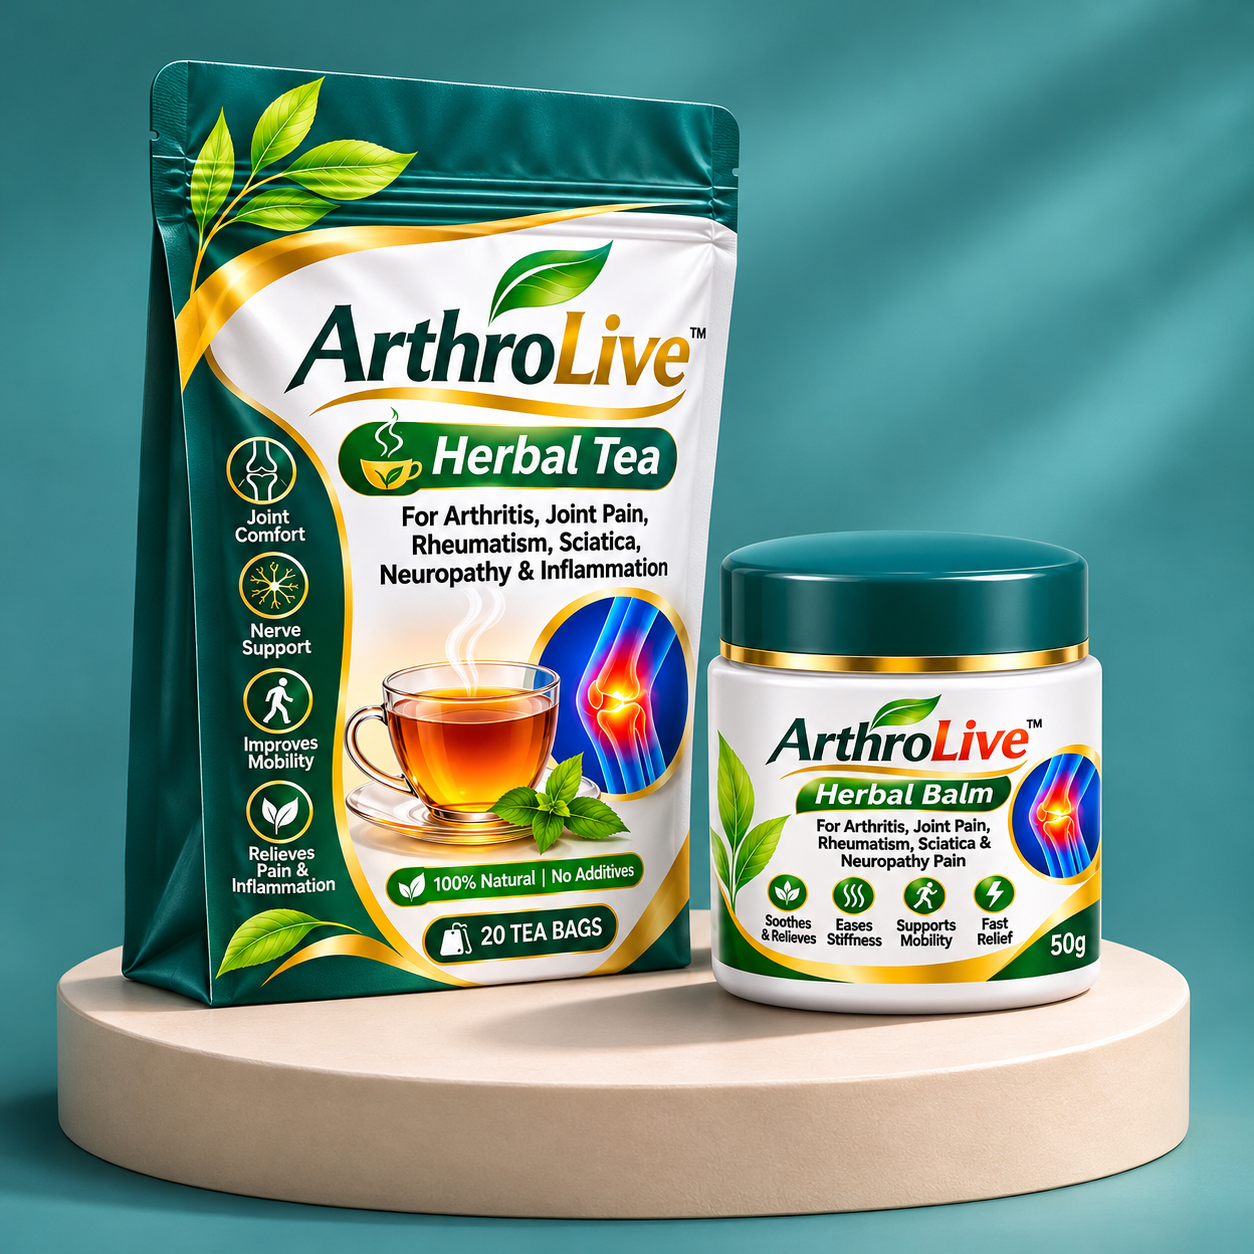 ArthroLive™
Herbal Tea
For Arthritis, Joint Pain,
Rheumatism, Sciatica,
Neuropathy & Inflammation
Joint
Comfort
Nerve
Support
Improves
Mobility
Relieves
Pain &
Inflammation
100% Natural | No Additives
20 TEA BAGS
ArthroLive™
Herbal Balm
For Arthritis, Joint Pain,
Rheumatism, Sciatica &
Neuropathy Pain
Soothes
& Relieves
Eases
Stiffness
Supports
Mobility
Fast
Relief
50g